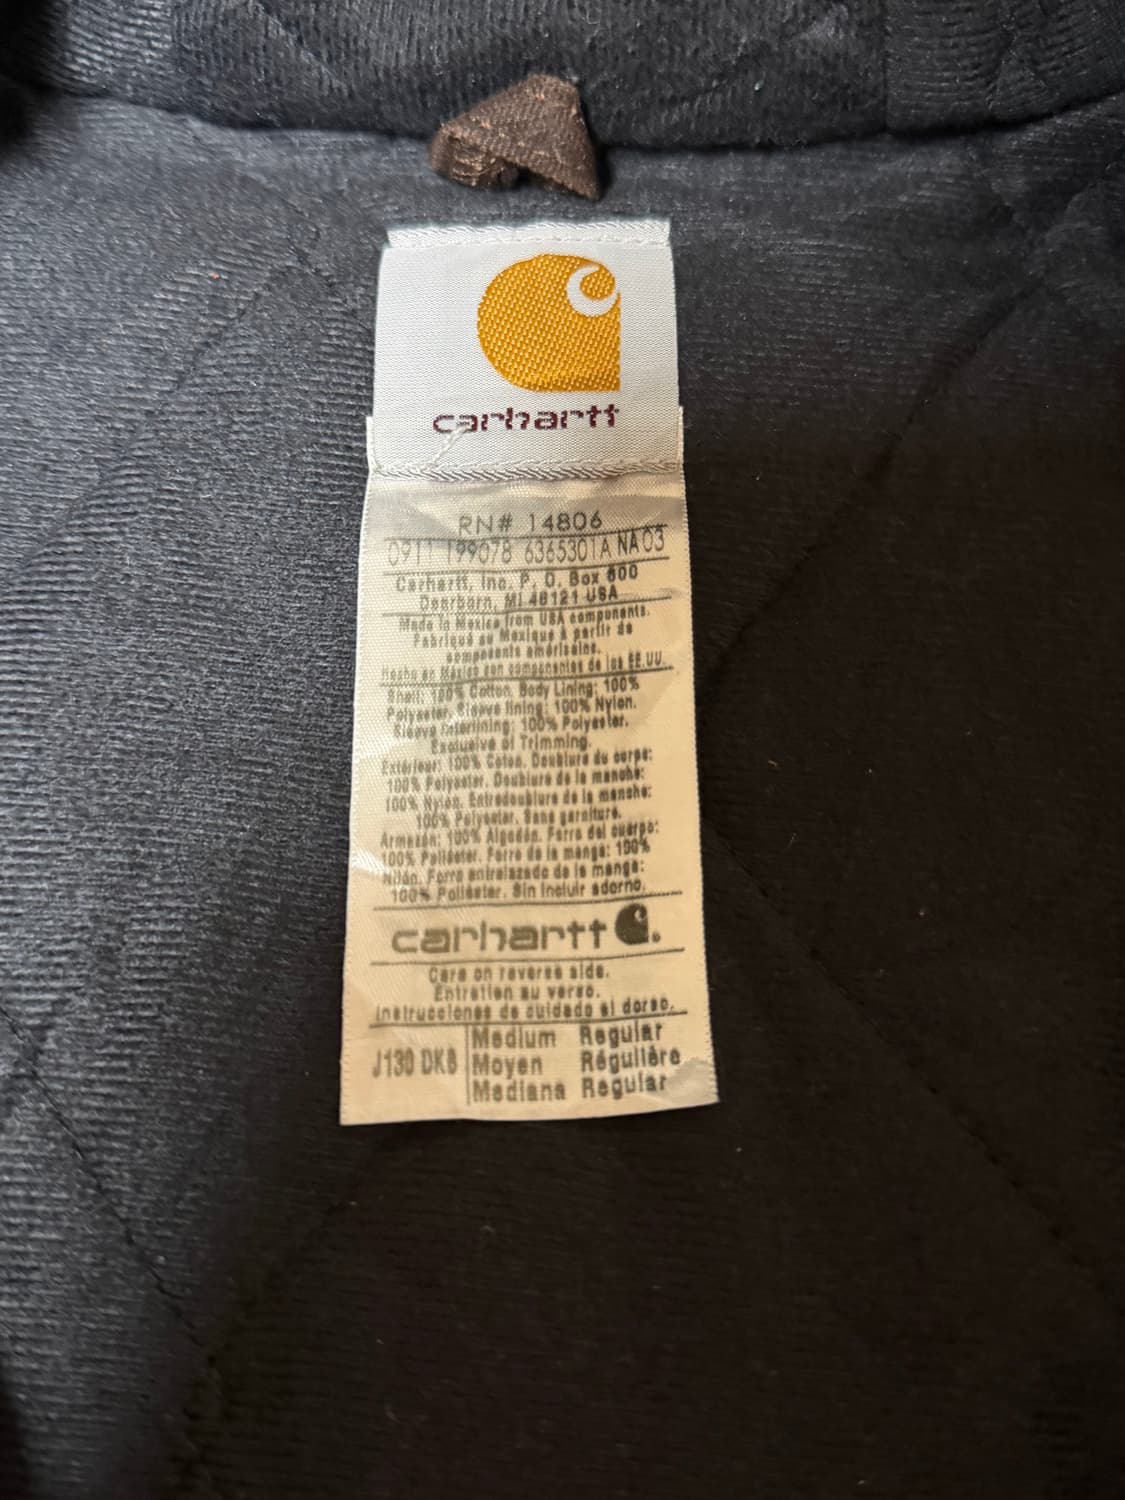 carhartt
RN# 14806
0911 199078 6365301A NA03
Carhartt, Inc. P. O. Box 600
Dearborn, MI 48121 USA
Made in Mexico from USA components.
Fabriqué au Mexique à partir de
composants américains.
Hecho en México con componentes de los EE.UU.
Shell: 100% Cotton. Body Lining: 100%
Polyester. Sleeve lining: 100% Nylon.
Sleeve interlining: 100% Polyester.
Exclusive of Trimming.
Extérieur: 100% Coton. Doublure du corps:
100% Polyester. Doublure de la manche:
100% Nylon. Entredoublure de la manche:
100% Polyester. Sans garniture.
Armazón: 100% Algodón. Forro del cuerpo:
100% Poliéster. Forro de la manga: 100%
Nilón. Forro entrelazado de la manga:
100% Poliéster. Sin incluir adorno.
carhartt
Care on reverse side.
Entretien au verso.
Instrucciones de cuidado al dorso.
J130 DKB
Medium Regular
Moyen Régulière
Mediana Regular